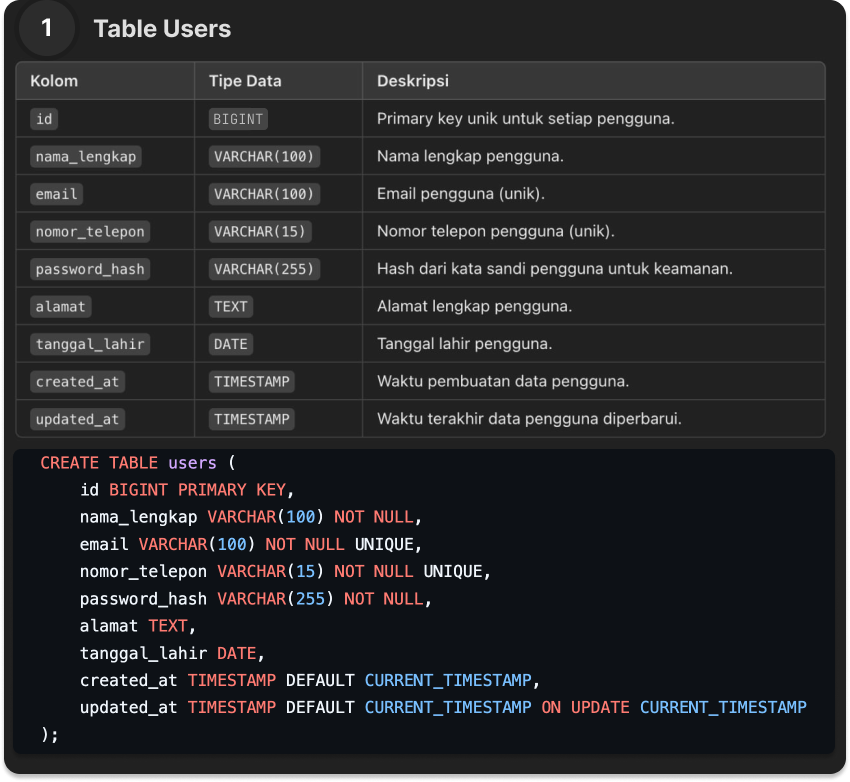 1 Table Users
Kolom Tipe Data Deskripsi
id BIGINT Primary key unik untuk setiap pengguna.
nama_lengkap VARCHAR(100) Nama lengkap pengguna.
email VARCHAR(100) Email pengguna (unik).
nomor_telepon VARCHAR(15) Nomor telepon pengguna (unik).
password_hash VARCHAR(255) Hash dari kata sandi pengguna untuk keamanan.
alamat TEXT Alamat lengkap pengguna.
tanggal_lahir DATE Tanggal lahir pengguna.
created_at TIMESTAMP Waktu pembuatan data pengguna.
updated_at TIMESTAMP Waktu terakhir data pengguna diperbarui.
CREATE TABLE users (
id BIGINT PRIMARY KEY,
nama_lengkap VARCHAR(100) NOT NULL,
email VARCHAR(100) NOT NULL UNIQUE,
nomor_telepon VARCHAR(15) NOT NULL UNIQUE,
password_hash VARCHAR(255) NOT NULL,
alamat TEXT,
tanggal_lahir DATE,
created_at TIMESTAMP DEFAULT CURRENT_TIMESTAMP,
updated_at TIMESTAMP DEFAULT CURRENT_TIMESTAMP ON UPDATE CURRENT_TIMESTAMP
);